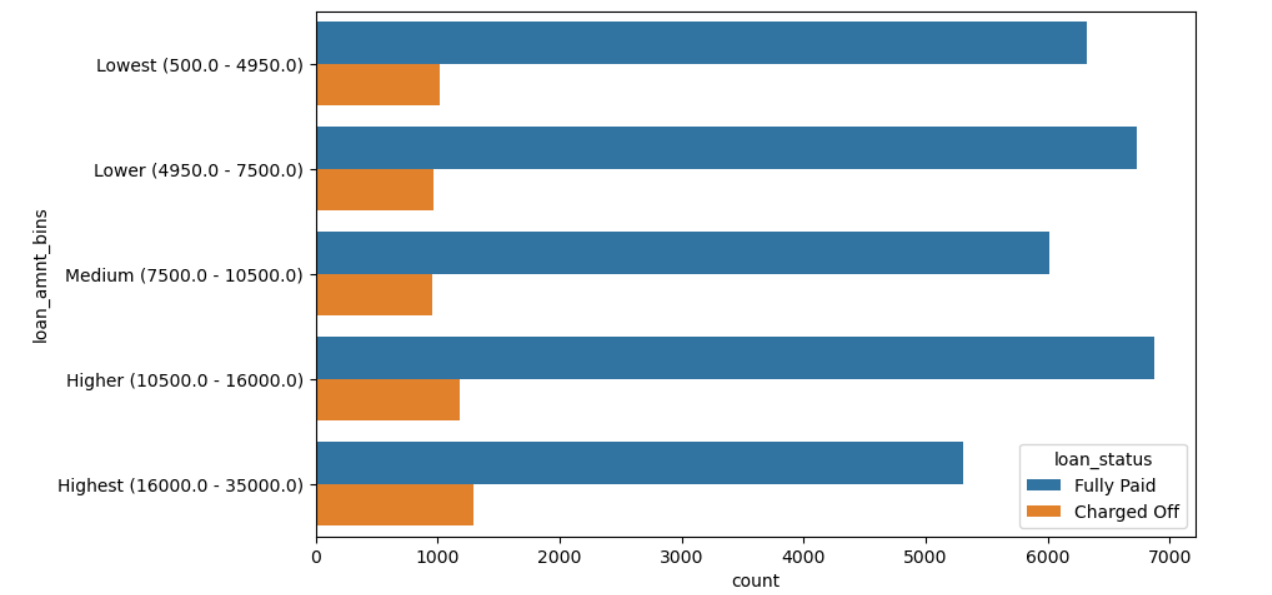 Lowest (500.0 - 4950.0)
Lower (4950.0 - 7500.0)
Medium (7500.0 - 10500.0)
Higher (10500.0 - 16000.0)
Highest (16000.0 - 35000.0)
loan_amnt_bins
loan_status
Fully Paid
Charged Off
0 1000 2000 3000 4000 5000 6000 7000
count